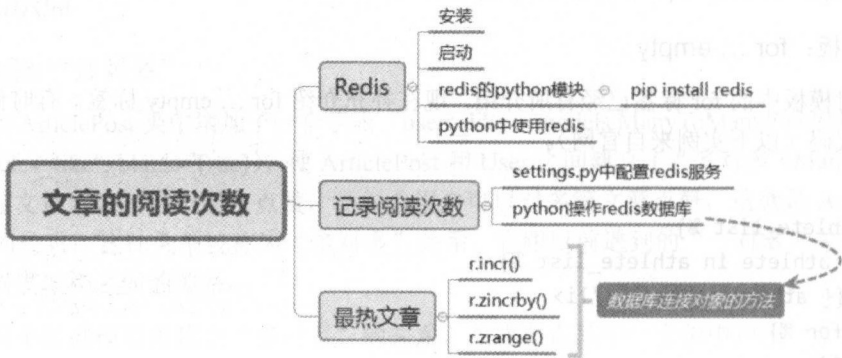 文章的阅读次数
Redis
安装
启动
redis的python模块
pip install redis
python中使用redis
记录阅读次数
settings.py中配置redis服务
python操作redis数据库
最热文章
r.incr()
r.zincrby()
r.zrange()
数据库连接对象的方法